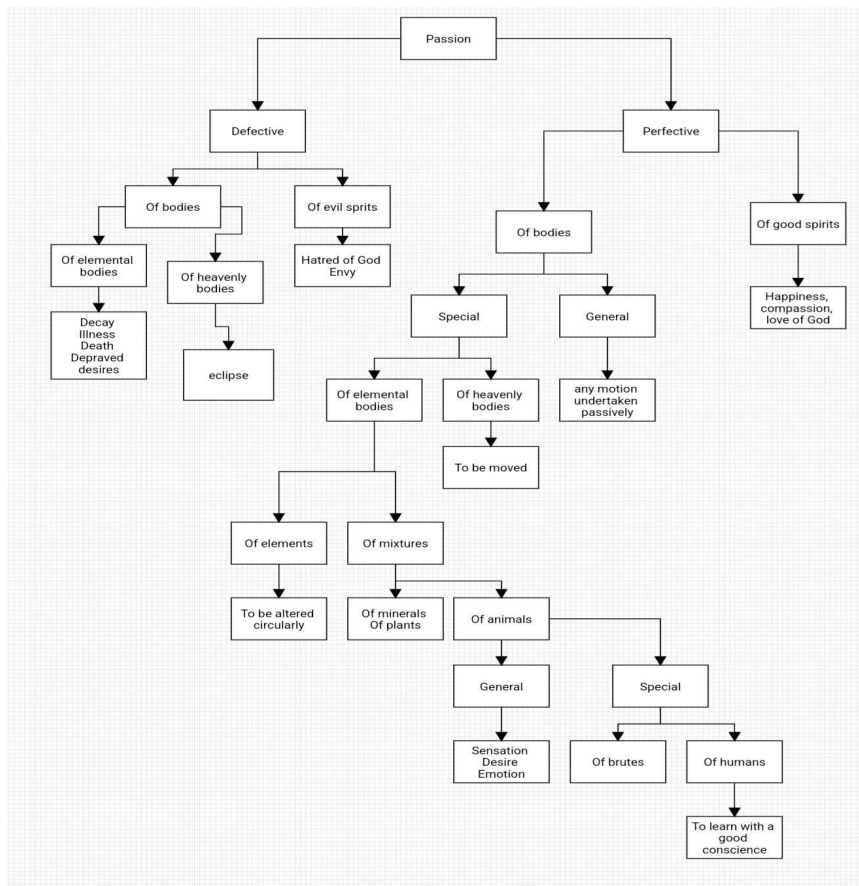 Passion
Defective
Perfective
Of bodies
Of evil sprits
Of good spirits
Of bodies
Of elemental
bodies
Of heavenly
bodies
Hatred of God
Envy
Happiness,
compassion,
love of God
Special
General
Decay
Illness
Death
Depraved
desires
eclipse
Of elemental
bodies
Of heavenly
bodies
any motion
undertaken
passively
To be moved
Of elements
Of mixtures
To be altered
circularly
Of minerals
Of plants
Of animals
General
Special
Sensation
Desire
Emotion
Of brutes
Of humans
To learn with a
good
conscience